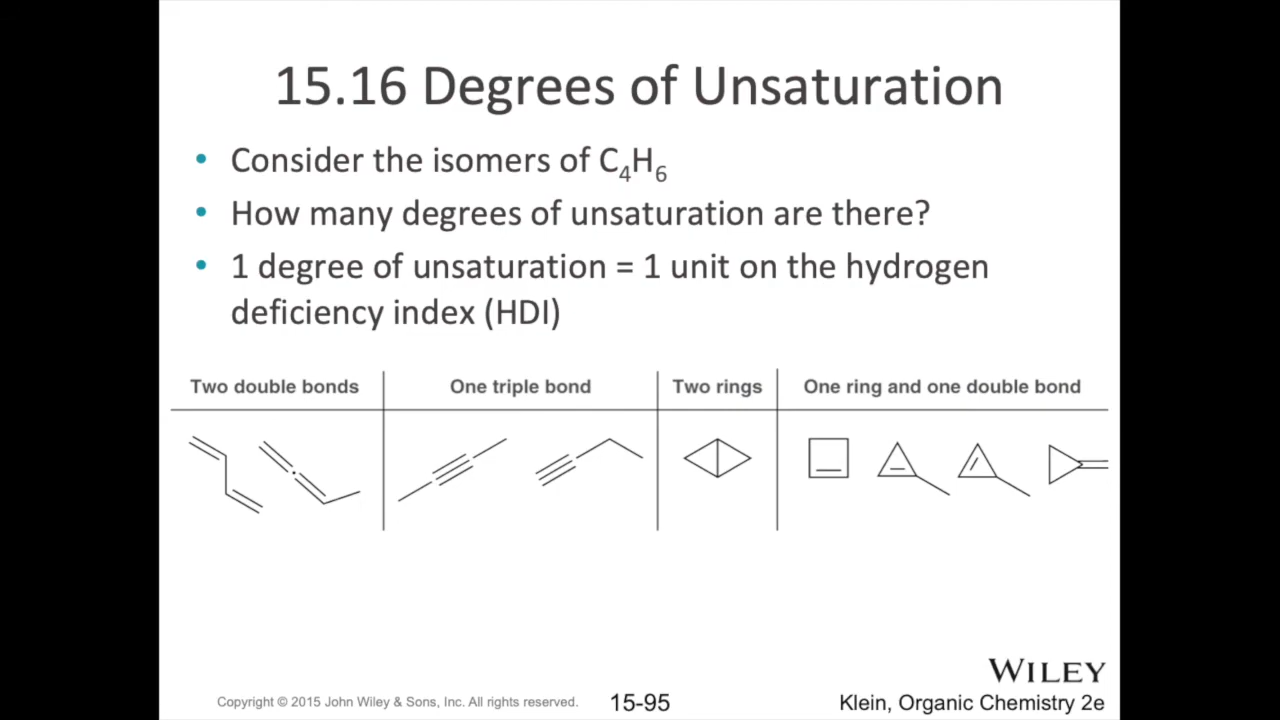 15.16 Degrees of Unsaturation
• Consider the isomers of C₄H₆
• How many degrees of unsaturation are there?
• 1 degree of unsaturation = 1 unit on the hydrogen
deficiency index (HDI)
Two double bonds
One triple bond
Two rings
One ring and one double bond
WILEY
Copyright © 2015 John Wiley & Sons, Inc. All rights reserved.
15-95
Klein, Organic Chemistry 2e